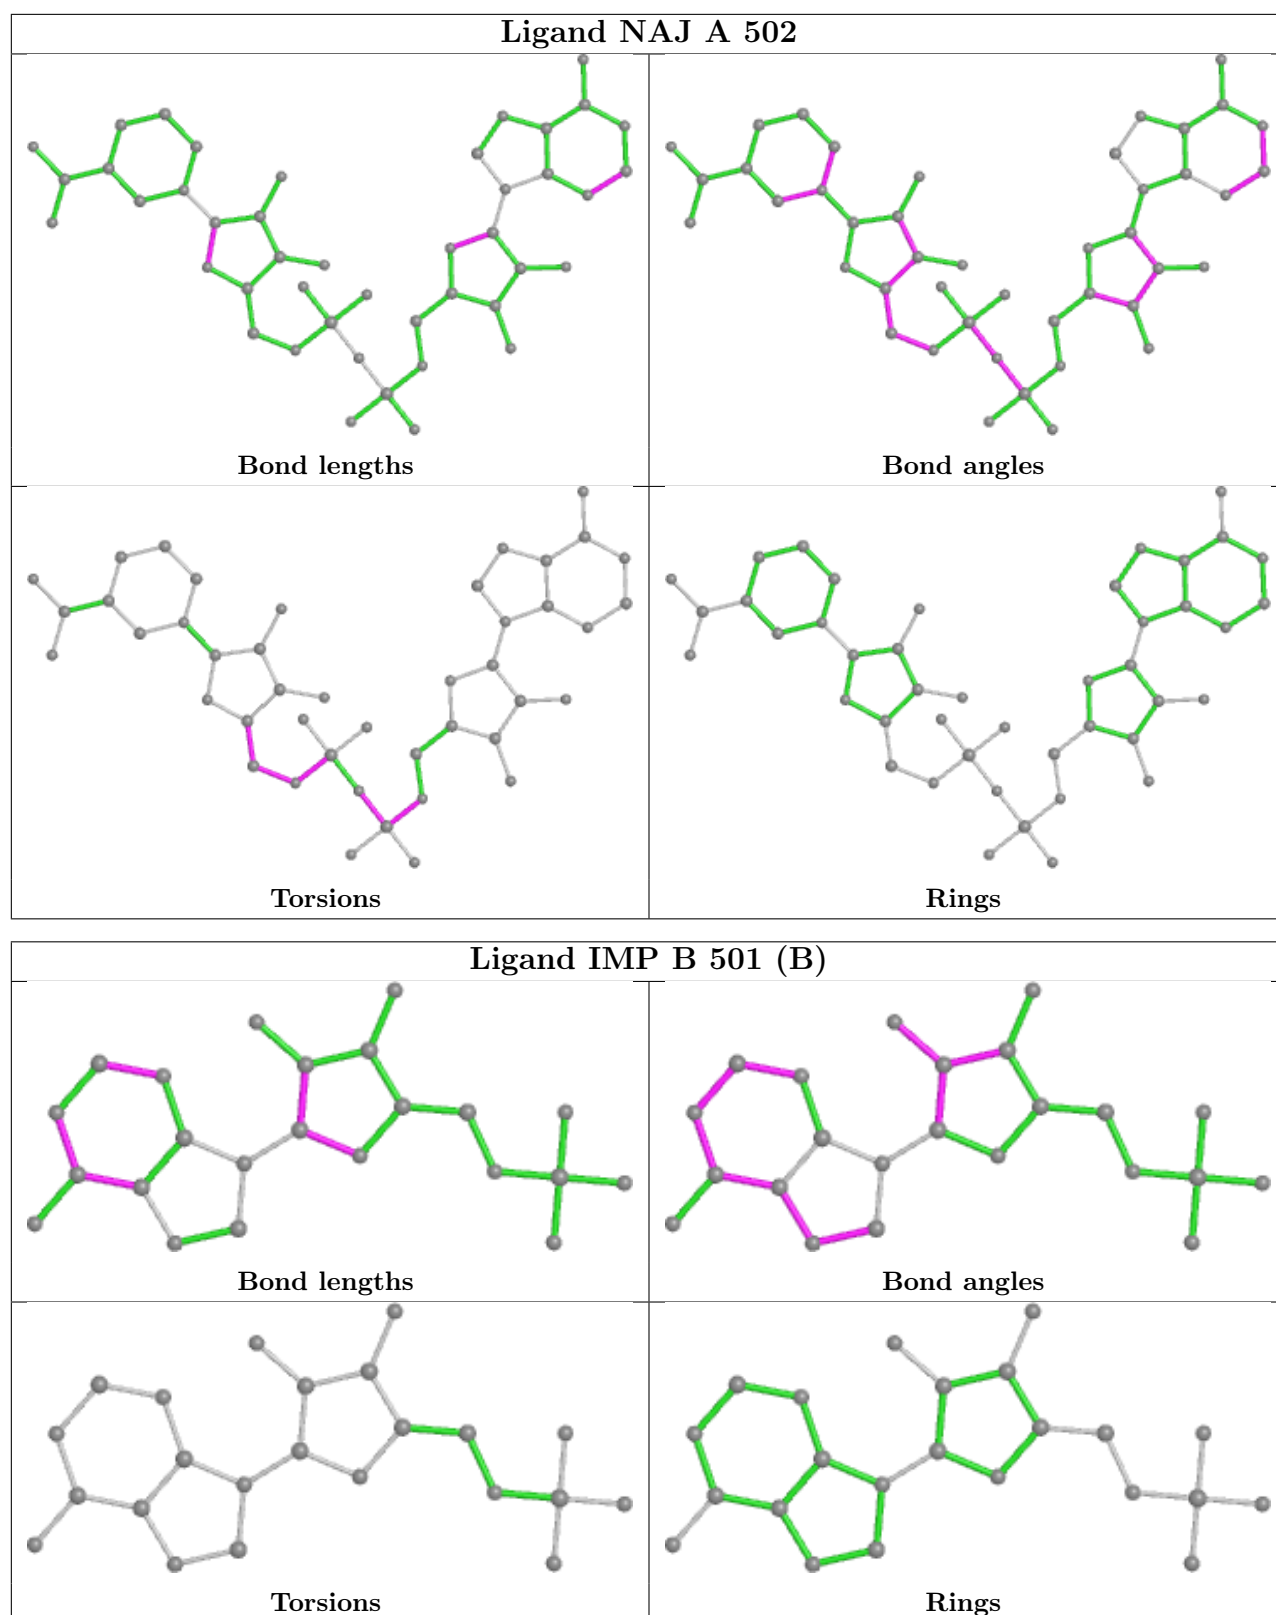 Ligand NAJ A 502
Bond lengths
Bond angles
Torsions
Rings
Ligand IMP B 501 (B)
Bond lengths
Bond angles
Torsions
Rings